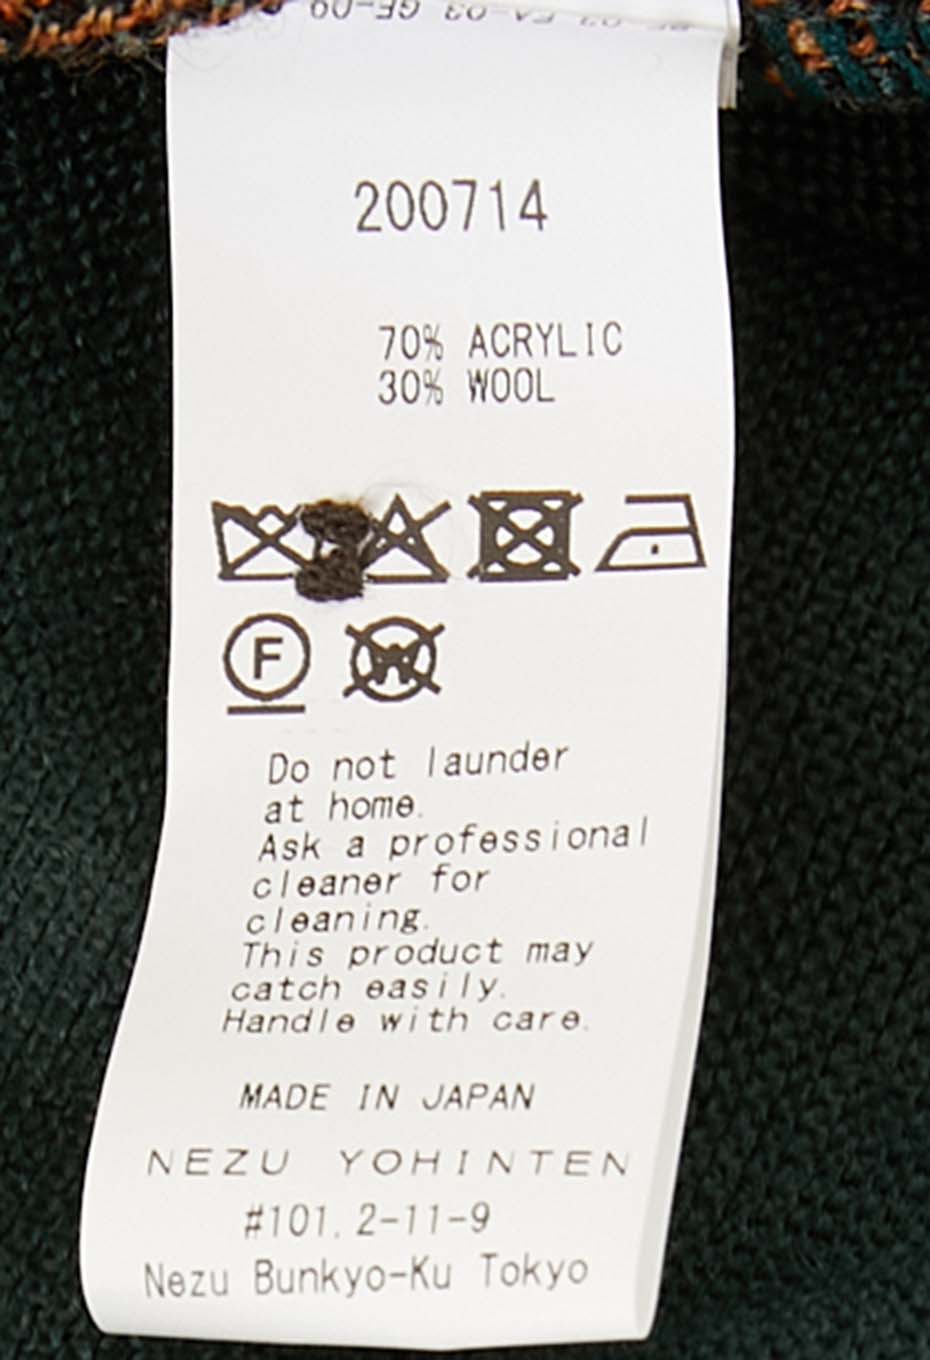 200714
70% ACRYLIC
30% WOOL
F
W
Do not launder
at home.
Ask a professional
cleaner for
cleaning.
This product may
catch easily.
Handle with care.
MADE IN JAPAN
NEZU YOHINTEN
#101, 2-11-9
Nezu Bunkyo-Ku Tokyo